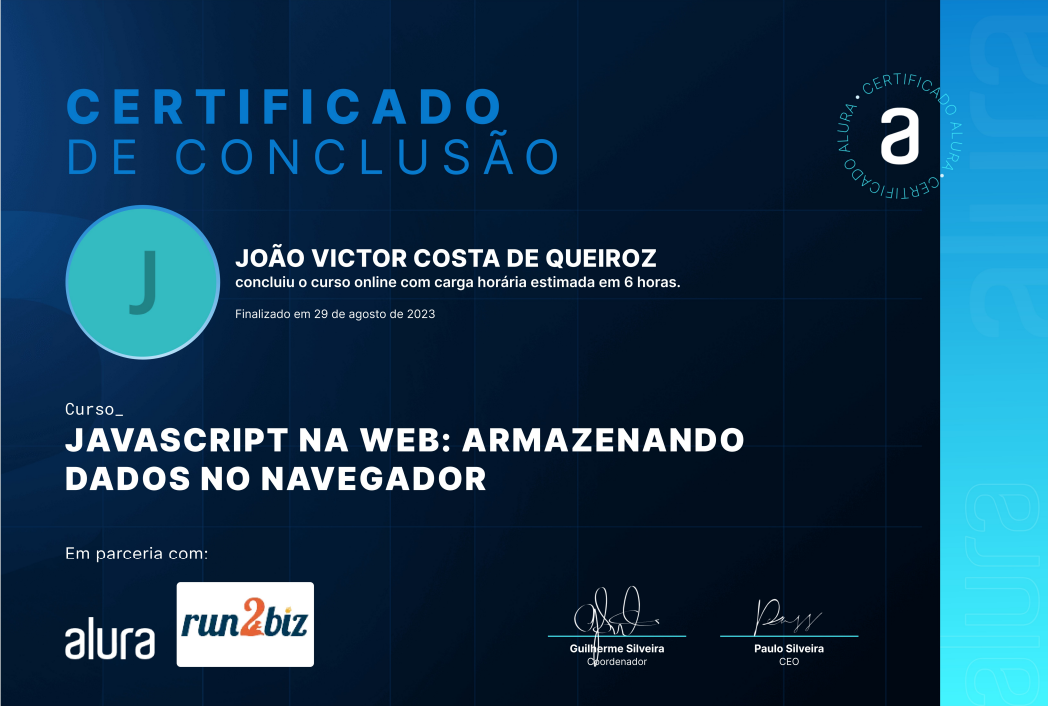 CERTIFICADO
DE CONCLUSÃO
CERTIFICADO ALURA • CERTIFICADO ALURA •
a
J
JOÃO VICTOR COSTA DE QUEIROZ
concluiu o curso online com carga horária estimada em 6 horas.
Finalizado em 29 de agosto de 2023
Curso_
JAVASCRIPT NA WEB: ARMAZENANDO
DADOS NO NAVEGADOR
Em parceria com:
alura
run2biz
Guilherme Silveira
Coordenador
Paulo Silveira
CEO
alura
alura